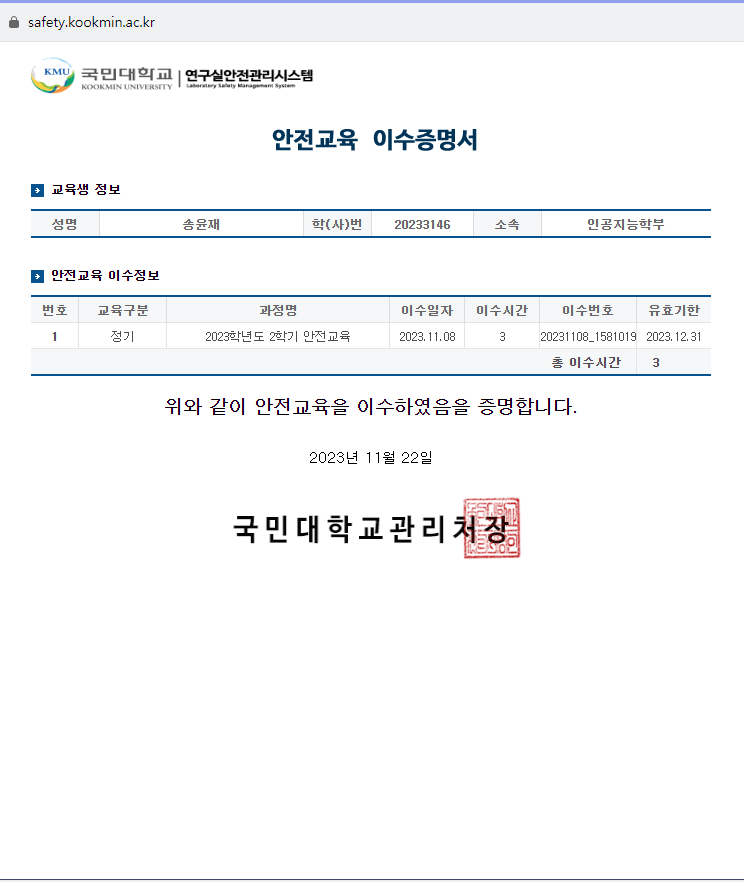 safety.kookmin.ac.kr
KMU 국민대학교 연구실안전관리시스템
KOOKMIN UNIVERSITY Laboratory Safety Management System
안전교육 이수증명서
교육생 정보
성명 송윤재 학(사)번 20233146 소속 인공지능학부
안전교육 이수정보
번호 교육구분 과정명 이수일자 이수시간 이수번호 유효기한
1 정기 2023학년도 2학기 안전교육 2023.11.08 3 20231108_1581019 2023.12.31
총 이수시간 3
위와 같이 안전교육을 이수하였음을 증명합니다.
2023년 11월 22일
국민대학교관리처장